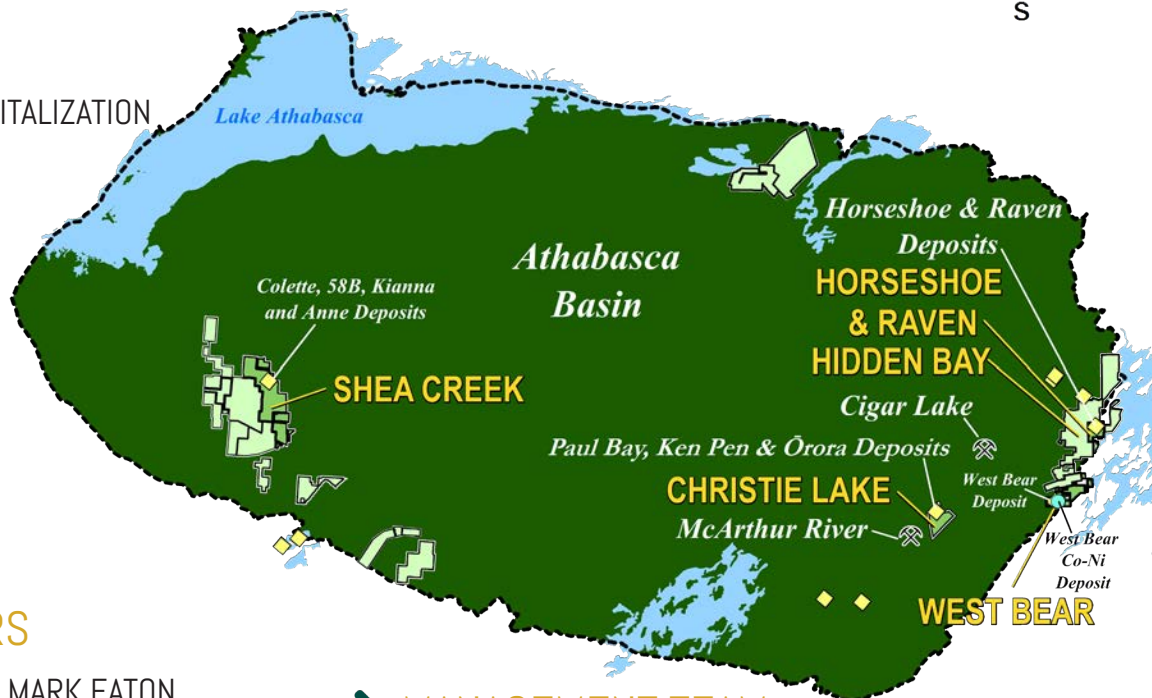 S
ITALIZATION
Lake Athabasca
Horseshoe & Raven
Deposits
Athabasca
Basin
HORSESHOE
& RAVEN
HIDDEN BAY
Colette, 58B, Kianna
and Anne Deposits
SHEA CREEK
Cigar Lake
Paul Bay, Ken Pen & Ōrora Deposits
CHRISTIE LAKE
West Bear
Deposit
McArthur River
West Bear
Co-Ni
Deposit
WEST BEAR
RS
MARK EATON